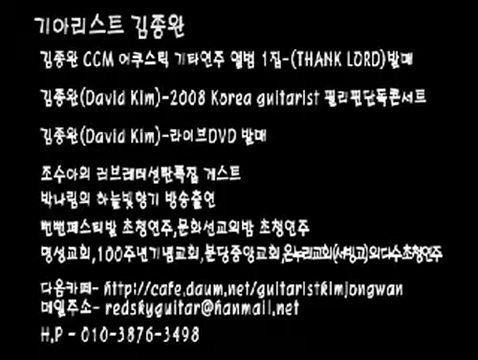 기아리스트 김종완
김종완 CCM 어쿠스틱 기타연주 앨범 1집-(THANK LORD)발매
김종완(David Kim)-2008 Korea guitarist 필리핀단독콘서트
김종완(David Kim)-라이브DVD 발매
조수아의 러브레터성탄특집 게스트
박나림의 하늘빛향기 방송출연
뻔뻔페스티발 초청연주,문화선교의밤 초청연주
명성교회,100주년기념교회,분당중앙교회,온누리교회(서빙고)외다수초청연주
다음카페- http://cafe.daum.net/guitaristkimjongwan
메일주소- redskyguitar@hanmail.net
H.P - 010-3876-3498